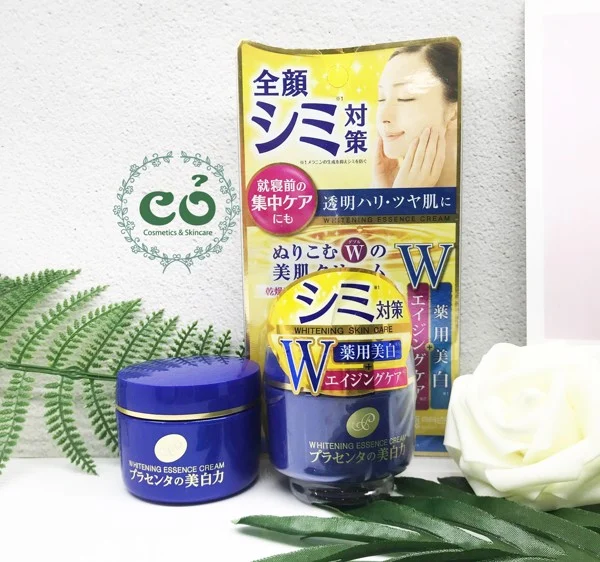 Cỏ
Cosmetics & Skincare
全顔
シミ※1
対策
※1 メラニンの生成を抑えシミを防ぐ
就寝前の
集中ケア
にも
透明ハリ・ツヤ肌に
WHITENING ESSENCE CREAM
ぬりこむWの
美肌クリーム
W
薬用美白
+
エイジングケア
シミ対策
WHITENING SKIN CARE
W
薬用美白
+
エイジングケア
WHITENING ESSENCE CREAM
プラセンタの美白力
WHITENING ESSENCE CREAM
プラセンタの美白力